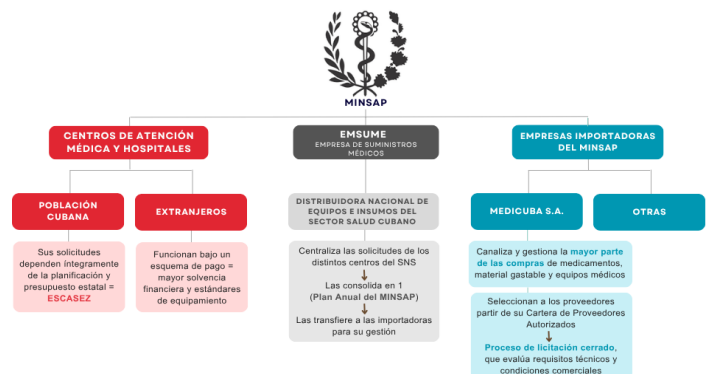 MINSAP
CENTROS DE ATENCIÓN
MÉDICA Y HOSPITALES
EMSUME
EMPRESA DE SUMINISTROS
MÉDICOS
EMPRESAS IMPORTADORAS
DEL MINSAP
POBLACIÓN
CUBANA
EXTRANJEROS
DISTRIBUIDORA NACIONAL DE
EQUIPOS E INSUMOS DEL
SECTOR SALUD CUBANO
MEDICUBA S.A.
OTRAS
Sus solicitudes
dependen íntegramente
de la planificación y
presupuesto estatal =
ESCASEZ
Funcionan bajo un
esquema de pago =
mayor solvencia
financiera y estándares
de equipamiento
Centraliza las solicitudes de los
distintos centros del SNS
↓
Las consolida en 1
(Plan Anual del MINSAP)
↓
Las transfiere a las importadoras
para su gestión
Canaliza y gestiona la mayor parte
de las compras de medicamentos,
material gastable y equipos médicos
Seleccionan a los proveedores
partir de su Cartera de Proveedores
Autorizados
↓
Proceso de licitación cerrado,
que evalúa requisitos técnicos y
condiciones comerciales